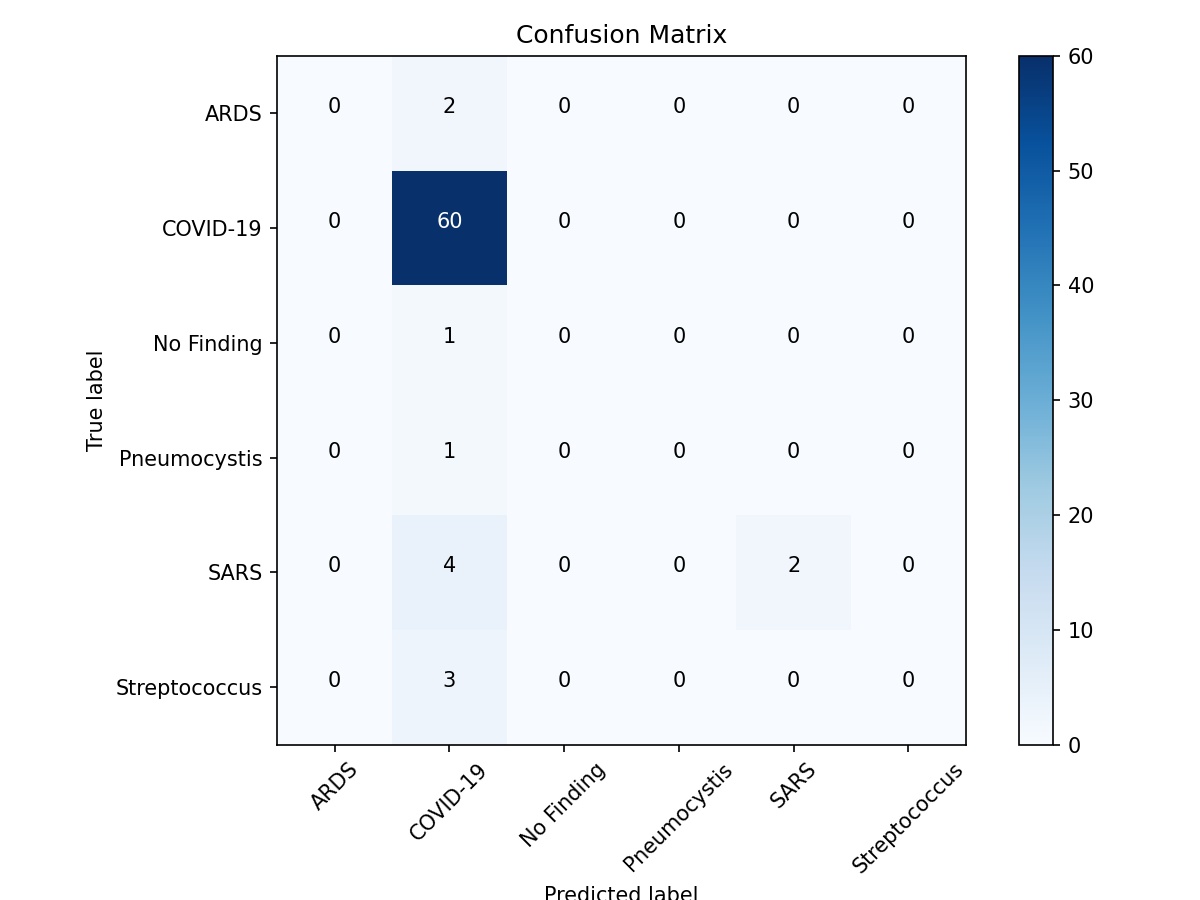 Confusion Matrix
ARDS 0 2 0 0 0 0
COVID-19 0 60 0 0 0 0
No Finding 0 1 0 0 0 0
Pneumocystis 0 1 0 0 0 0
SARS 0 4 0 0 2 0
Streptococcus 0 3 0 0 0 0
True label
ARDS COVID-19 No Finding Pneumocystis SARS Streptococcus
Predicted label
60
50
40
30
20
10
0